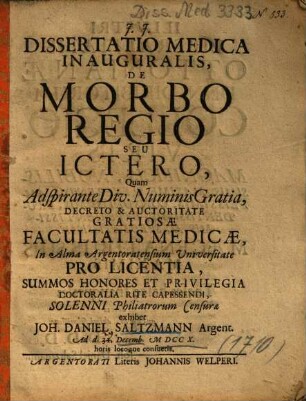 Diss. Med. 3333
N 333.
J. J.
DISSERTATIO MEDICA
INAUGURALIS,
DE
MORBO
REGIO
SEU
ICTERO,
Quam
Adspirante Div. Numinis Gratia,
DECRETO & AUCTORITATE
GRATIOSÆ
FACULTATIS MEDICÆ,
In Alma Argentoratensium Universitate
PRO LICENTIA,
SUMMOS HONORES ET PRIVILEGIA
DOCTORALIA RITE CAPESSENDI,
SOLENNI Philiatrorum Censuræ
exhibet
JOH. DANIEL SALTZMANN Argent.
Ad d. Decemb. M DCC X.
horis locoque consuetis.
(1710)
ARGENTORATI Literis JOHANNIS WELPERI.